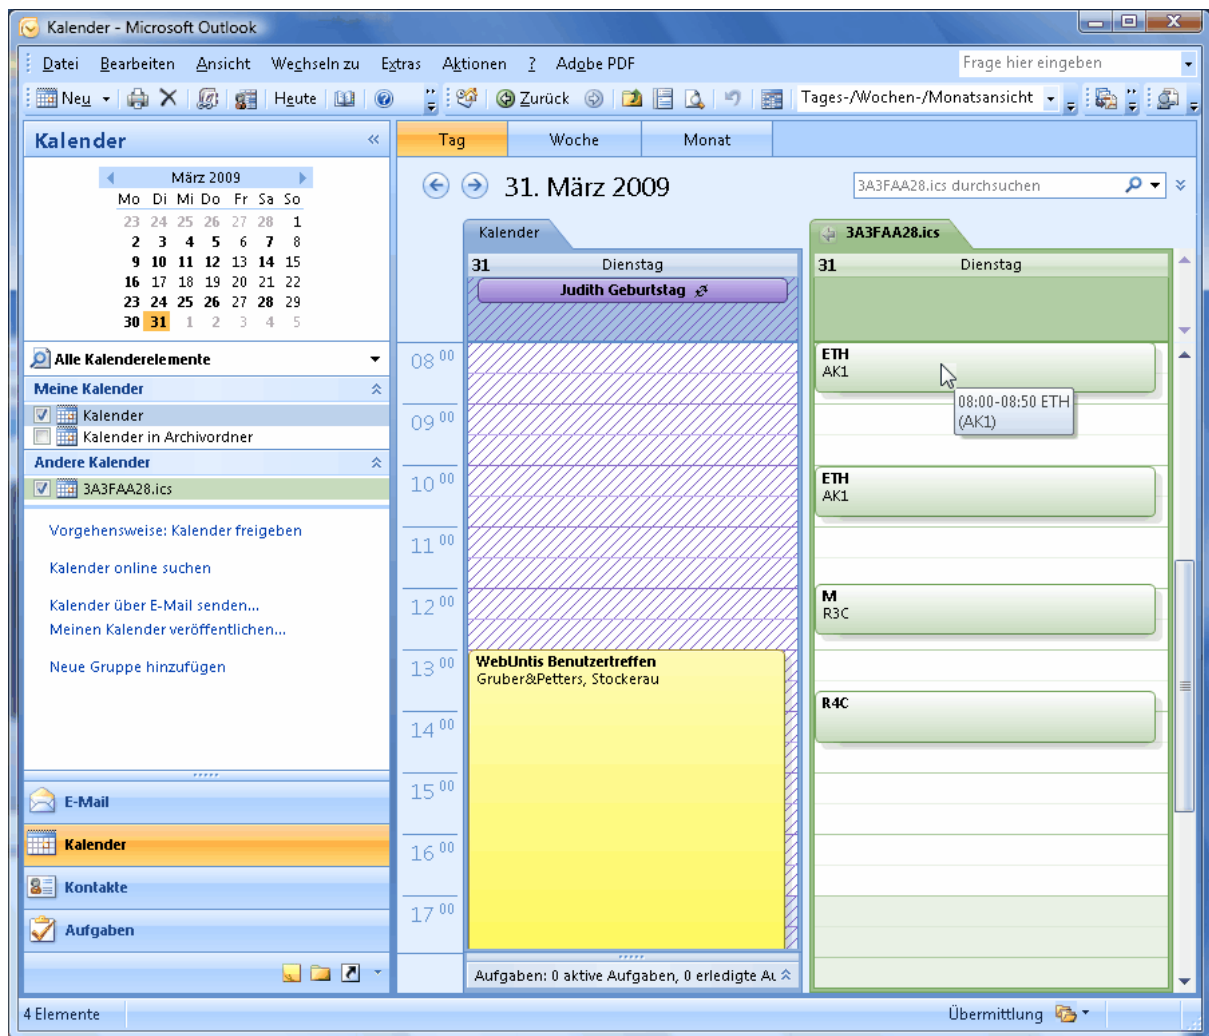 Kalender - Microsoft Outlook
Datei Bearbeiten Ansicht Wechseln zu Extras Aktionen ? Adobe PDF
Frage hier eingeben
Neu Heute Zurück Tages-/Wochen-/Monatsansicht
Kalender «
März 2009
Mo Di Mi Do Fr Sa So
23 24 25 26 27 28 1
2 3 4 5 6 7 8
9 10 11 12 13 14 15
16 17 18 19 20 21 22
23 24 25 26 27 28 29
30 31 1 2 3 4 5
Alle Kalenderelemente
Meine Kalender
Kalender
Kalender in Archivordner
Andere Kalender
3A3FAA28.ics
Vorgehensweise: Kalender freigeben
Kalender online suchen
Kalender über E-Mail senden...
Meinen Kalender veröffentlichen...
Neue Gruppe hinzufügen
E-Mail
Kalender
Kontakte
Aufgaben
Tag Woche Monat
31. März 2009
3A3FAA28.ics durchsuchen
Kalender
31 Dienstag
Judith Geburtstag
08 00
09 00
10 00
11 00
12 00
13 00
14 00
15 00
16 00
17 00
WebUntis Benutzertreffen
Gruber&Petters, Stockerau
Aufgaben: 0 aktive Aufgaben, 0 erledigte Au
3A3FAA28.ics
31 Dienstag
ETH
AK1
08:00-08:50 ETH
(AK1)
ETH
AK1
M
R3C
R4C
4 Elemente
Übermittlung